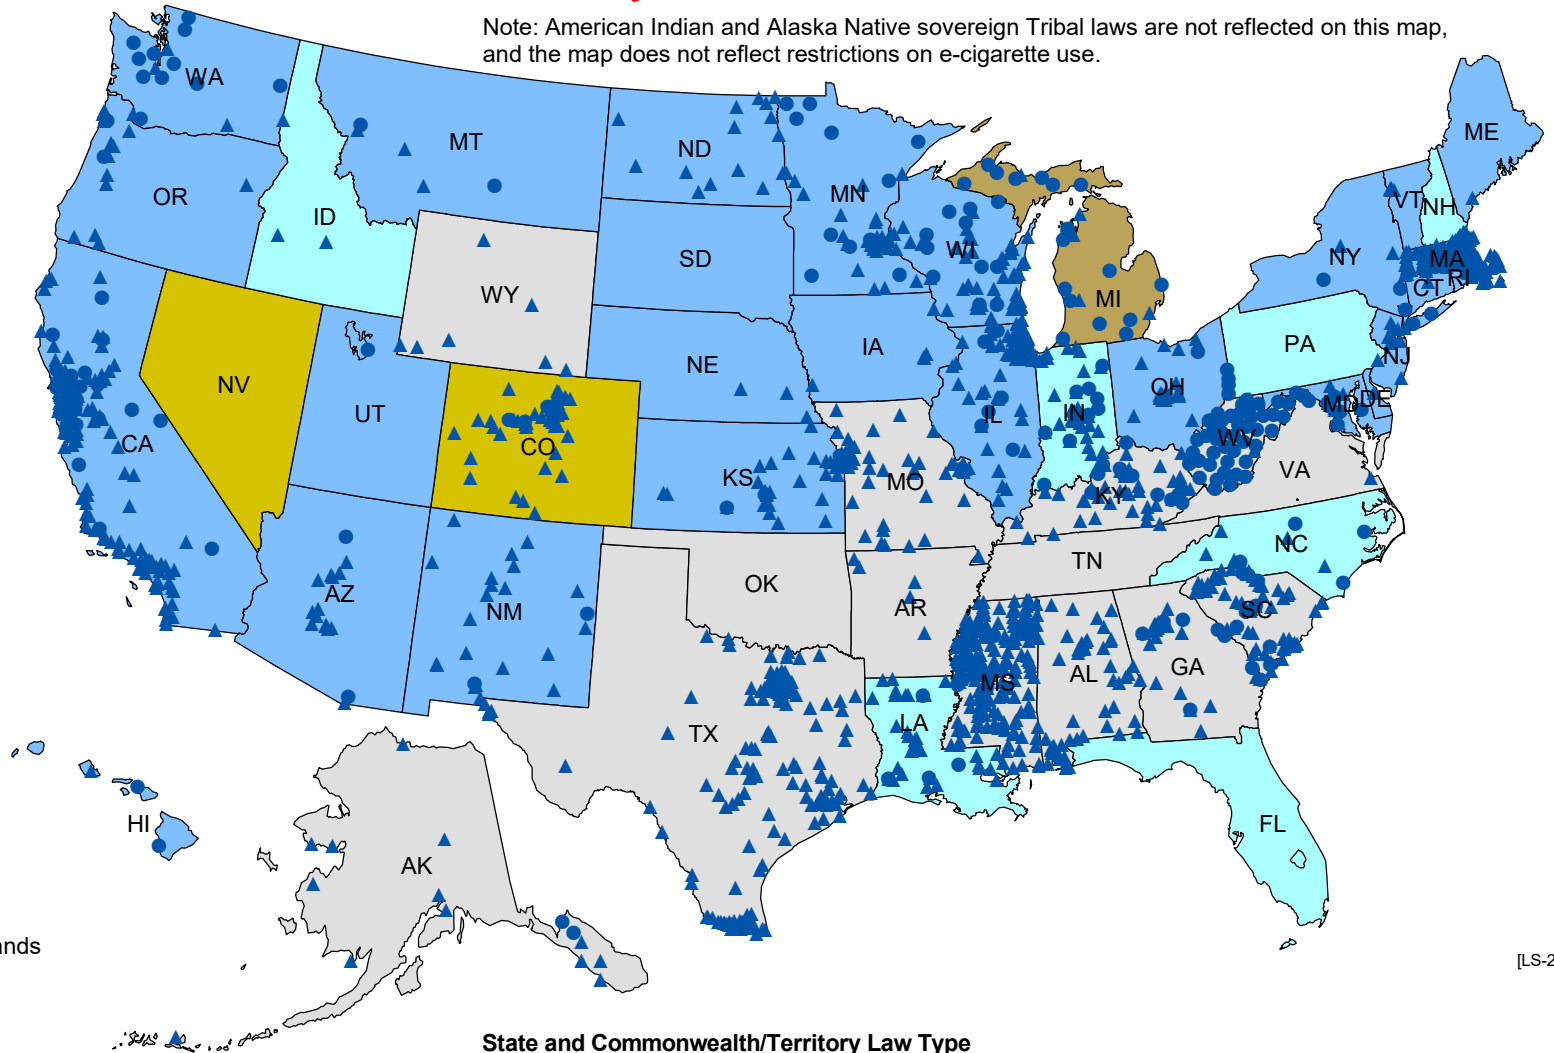 Note: American Indian and Alaska Native sovereign Tribal laws are not reflected on this map,
and the map does not reflect restrictions on e-cigarette use.
WA
ME
MT
ND
VT
NH
OR
MN
ID
WI
NY
MA
SD
CT
RI
WY
MI
PA
IA
NE
NJ
NV
OH
UT
IL
IN
MD
DE
CA
CO
WV
KS
MO
VA
KY
NC
TN
OK
AZ
NM
AR
SC
MS
AL
GA
TX
LA
HI
FL
AK
ands
[LS-2
State and Commonwealth/Territory Law Type